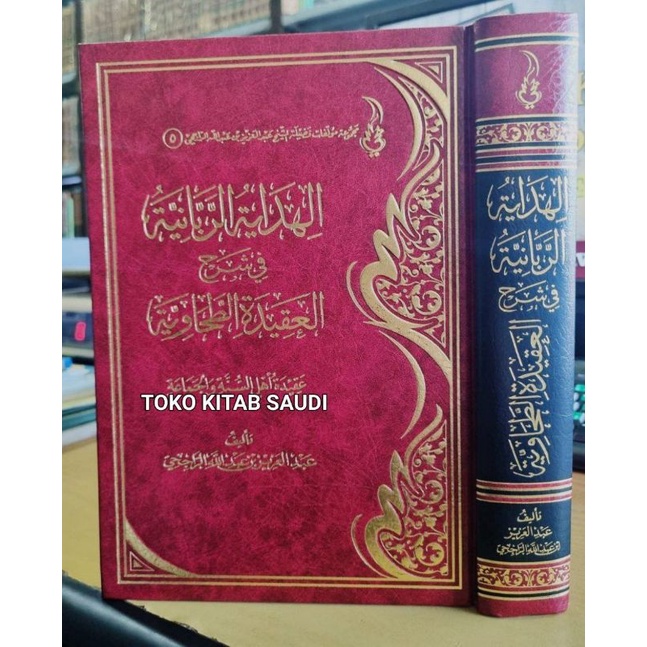 مجموعة مؤلفات فضيلة الشيخ عبد العزيز بن عبد الله الراجحي ٥
الهداية الربانية
في شرح
العقيدة الطحاوية
عقيدة أهل السنة والجماعة
TOKO KITAB SAUDI
تأليف
عبد العزيز بن عبد الله الراجحي
الهداية
الربانية
في شرح
العقيدة الطحاوية
تأليف
عبد العزيز
بن عبد الله الراجحي